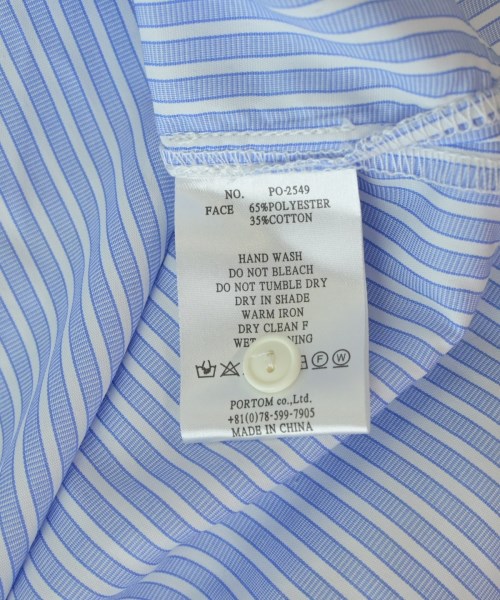 NO. PO-2549
FACE 65%POLYESTER
35%COTTON
HAND WASH
DO NOT BLEACH
DO NOT TUMBLE DRY
DRY IN SHADE
WARM IRON
DRY CLEAN F
F W
PORTOM co.,Ltd.
+81(0)78-599-7905
MADE IN CHINA